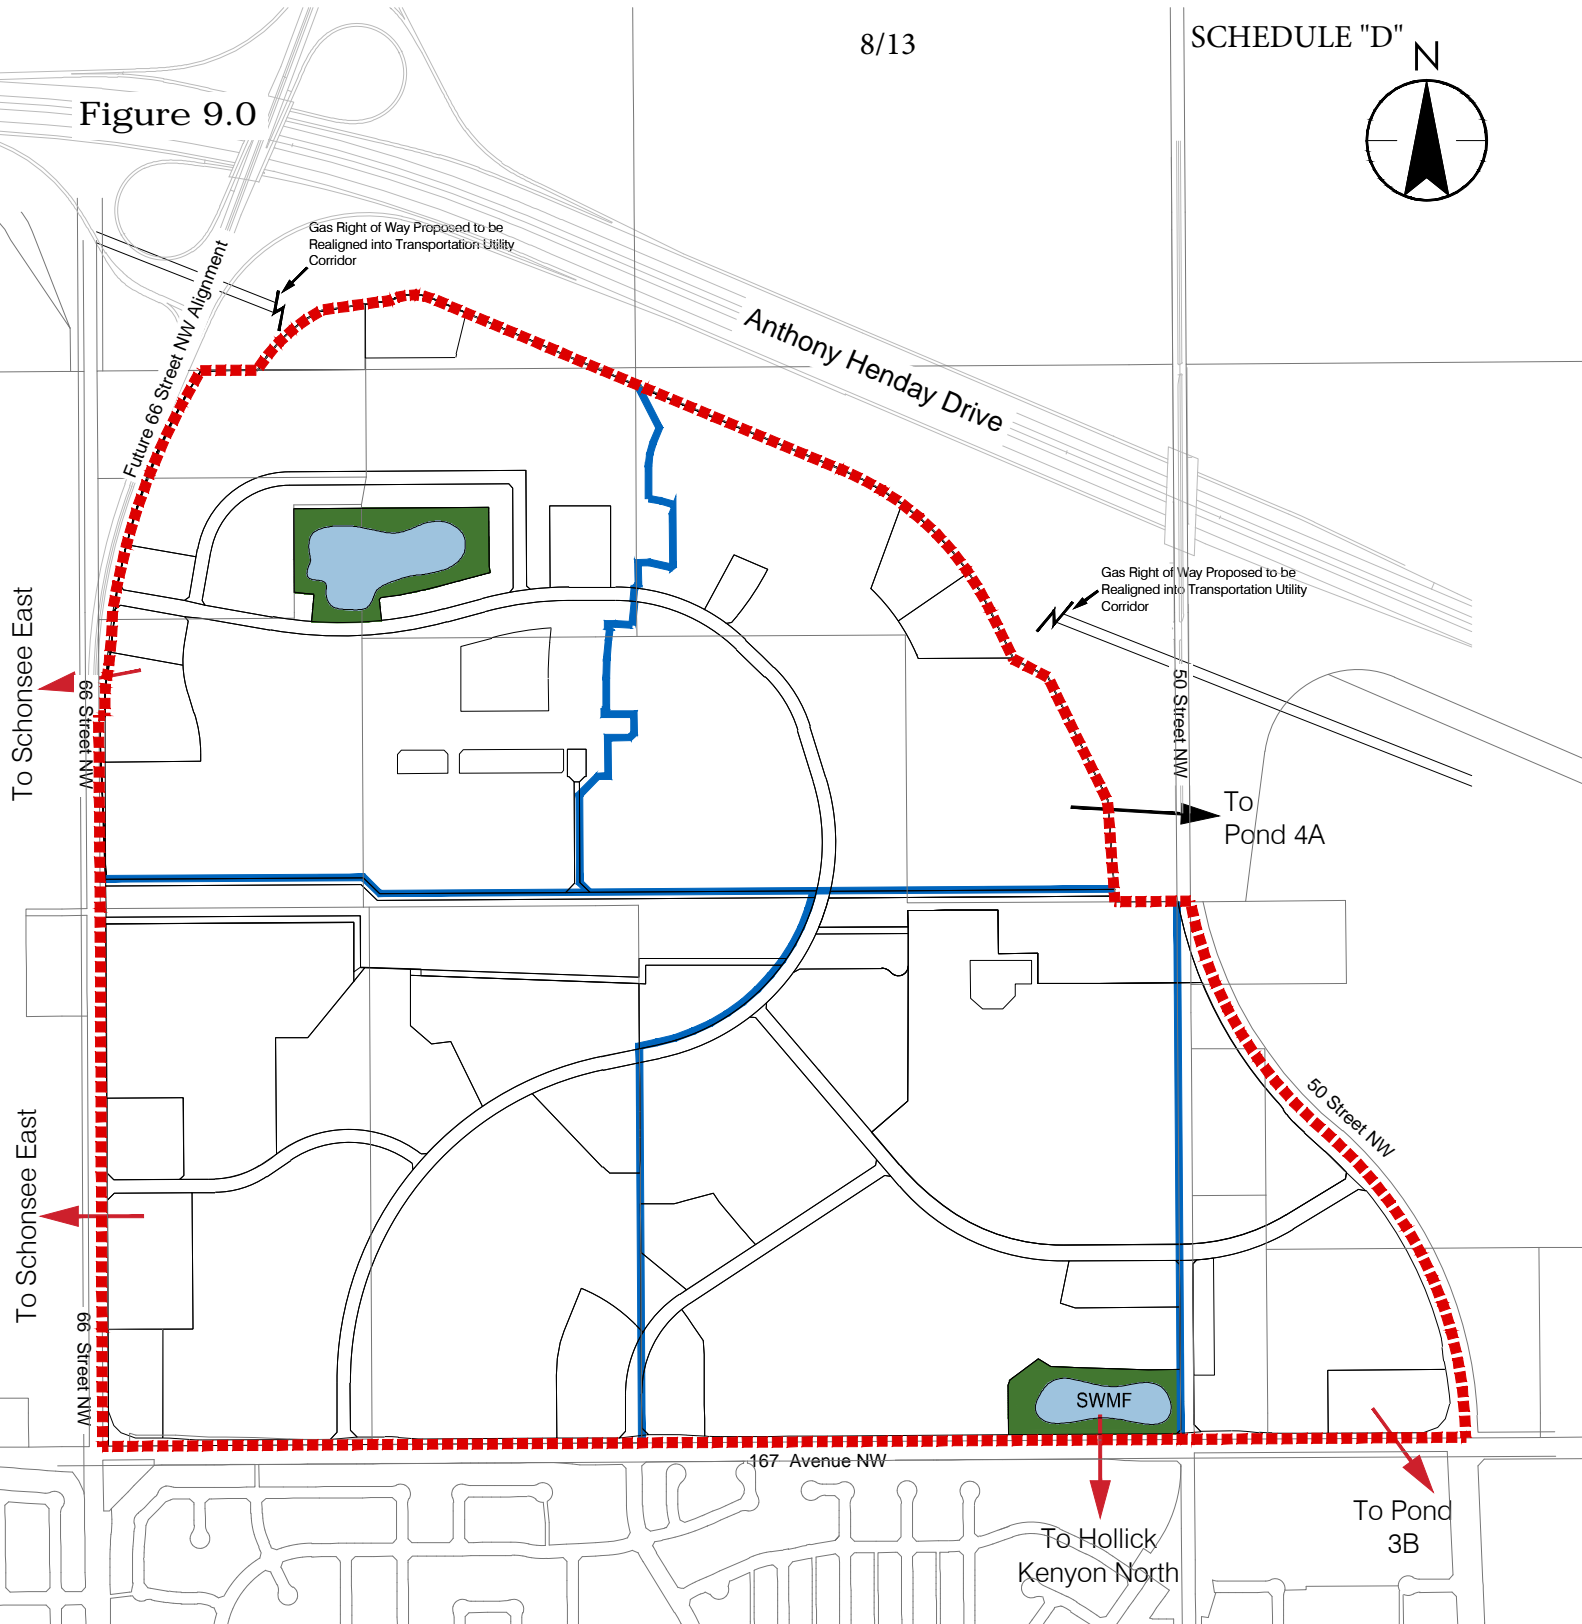 8/13
SCHEDULE "D"
N
Figure 9.0
Gas Right of Way Proposed to be
Realigned into Transportation Utility
Corridor
Future 66 Street NW Alignment
Anthony Henday Drive
Gas Right of Way Proposed to be
Realigned into Transportation Utility
Corridor
To Schonsee East
66 Street NW
50 Street NW
To
Pond 4A
50 Street NW
To Schonsee East
66 Street NW
SWMF
167 Avenue NW
To Hollick
Kenyon North
To Pond
3B